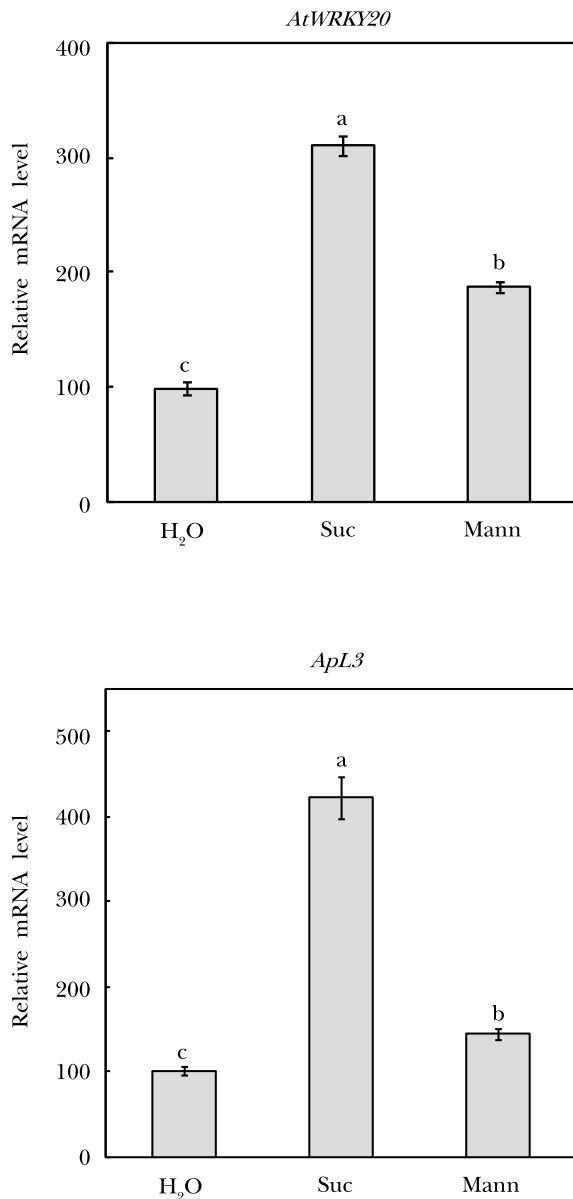 AtWRKY20
Relative mRNA level
400
300
200
100
0
a
b
c
H₂O Suc Mann
ApL3
Relative mRNA level
500
400
300
200
100
0
a
b
c
H₂O Suc Mann